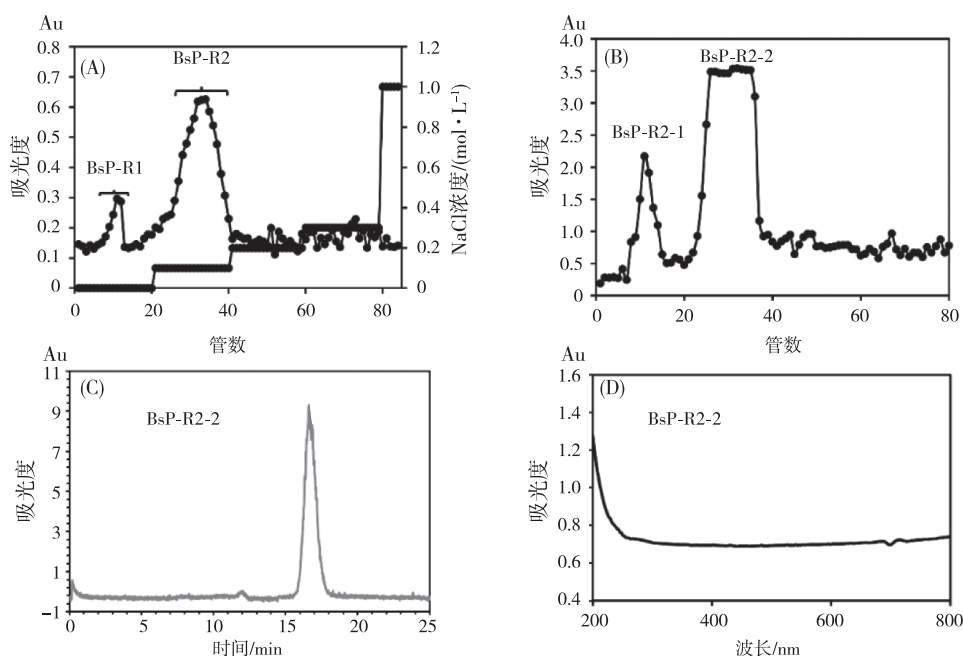 Au
(A)
BsP-R2
BsP-R1
0.8
0.7
0.6
0.5
0.4
0.3
0.2
0.1
0
吸光度
1.2
1.0
0.8
0.6
0.4
0.2
0
NaCl浓度/(mol·L⁻¹)
0 20 40 60 80
管数
Au
(B)
BsP-R2-2
BsP-R2-1
4.0
3.5
3.0
2.5
2.0
1.5
1.0
0.5
0
吸光度
0 20 40 60 80
管数
Au
(C)
BsP-R2-2
11
9
7
5
3
1
-1
吸光度
0 5 10 15 20 25
时间/min
Au
(D)
BsP-R2-2
1.6
1.4
1.2
1.0
0.8
0.6
0.4
吸光度
200 400 600 800
波长/nm